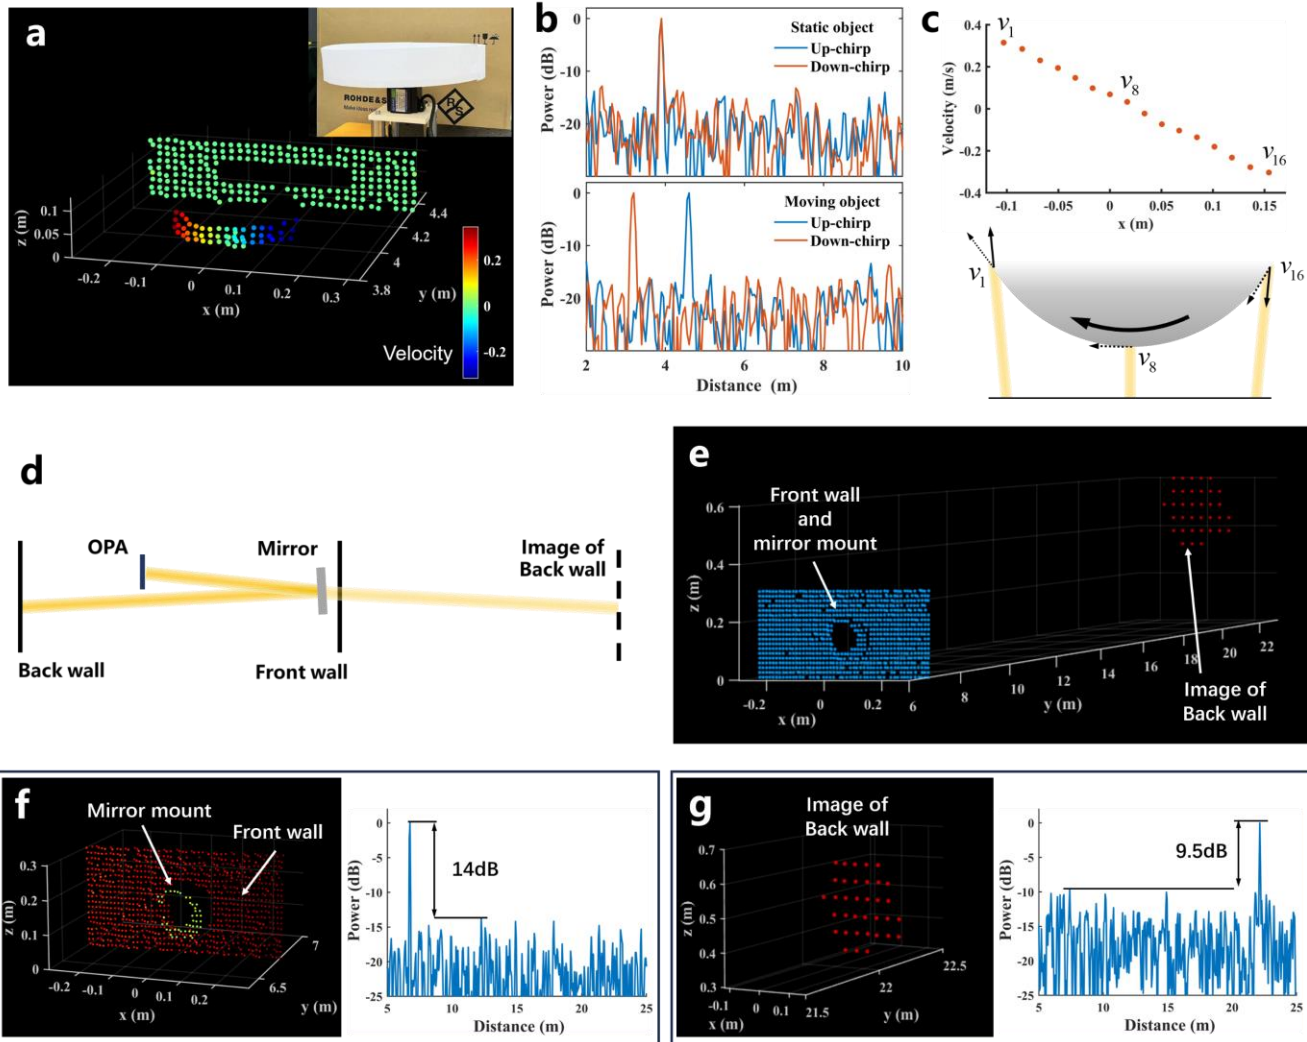 a
ROHDE&S
R
S
z (m)
0.1
0.05
0
-0.2
-0.1
0
0.1
0.2
0.3
x (m)
3.8
4
4.2
4.4
y (m)
0.2
0
-0.2
Velocity
b
Static object
Up-chirp
Down-chirp
Power (dB)
0
-10
-20
Moving object
Up-chirp
Down-chirp
Power (dB)
0
-10
-20
2
4
6
8
10
Distance (m)
c
v1
v8
v16
Velocity (m/s)
0.4
0.2
0
-0.2
-0.4
-0.1
-0.05
0
0.05
0.1
0.15
x (m)
v1
v16
v8
d
OPA
Mirror
Image of
Back wall
Back wall
Front wall
e
Front wall
and
mirror mount
z (m)
0.6
0.4
0.2
0
-0.2
0
0.2
x (m)
6
8
10
12
14
16
18
20
22
y (m)
Image of
Back wall
f
Mirror mount
Front wall
z (m)
0.3
0.2
0.1
0
-0.2
-0.1
0
0.1
0.2
x (m)
6.5
7
y (m)
Power (dB)
0
-5
-10
-15
-20
-25
14dB
5
10
15
20
25
Distance (m)
g
Image of
Back wall
z (m)
0.7
0.6
0.5
0.4
0.3
-0.1
0
0.1
x (m)
21.5
22
22.5
y (m)
Power (dB)
0
-5
-10
-15
-20
-25
9.5dB
5
10
15
20
25
Distance (m)